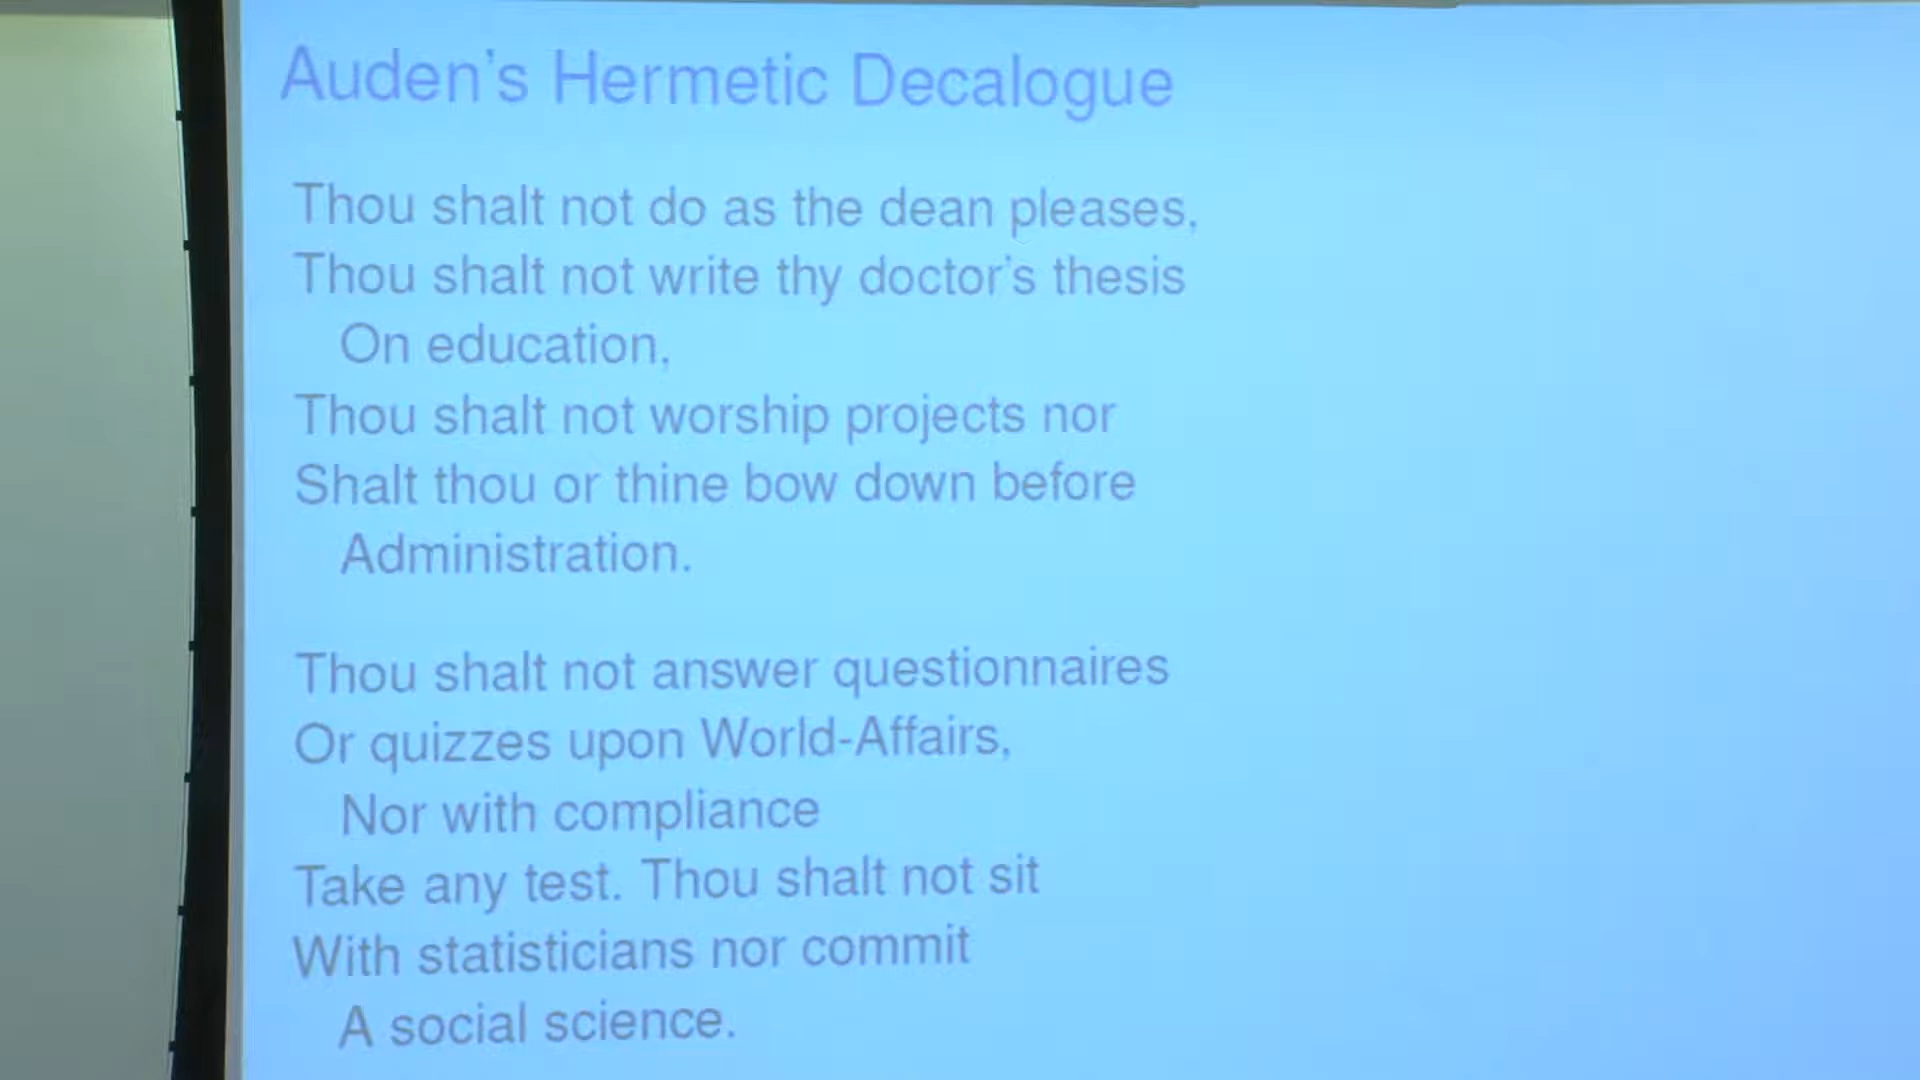 Auden's Hermetic Decalogue
Thou shalt not do as the dean pleases,
Thou shalt not write thy doctor's thesis
On education,
Thou shalt not worship projects nor
Shalt thou or thine bow down before
Administration.
Thou shalt not answer questionnaires
Or quizzes upon World-Affairs,
Nor with compliance
Take any test. Thou shalt not sit
With statisticians nor commit
A social science.